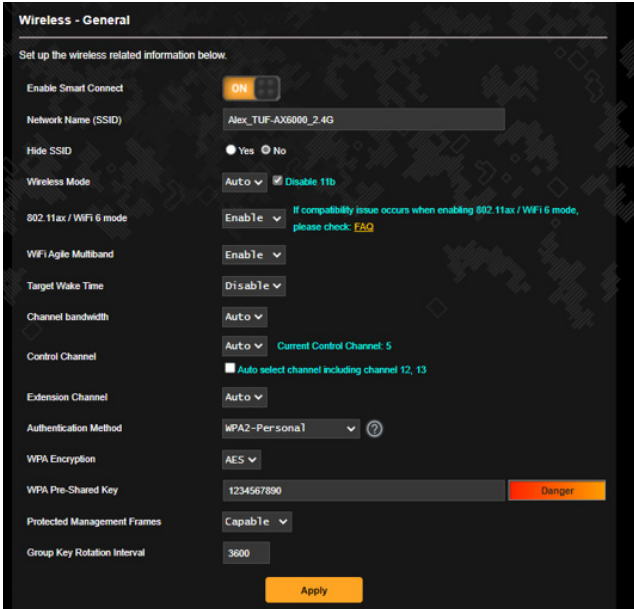 Wireless - General
Set up the wireless related information below.
Enable Smart Connect ON
Network Name (SSID) Alex_TUF-AX6000_2.4G
Hide SSID Yes No
Wireless Mode Auto Disable 11b
802.11ax / WiFi 6 mode Enable If compatibility issue occurs when enabling 802.11ax / WiFi 6 mode,
please check: FAQ
WiFi Agile Multiband Enable
Target Wake Time Disable
Channel bandwidth Auto
Control Channel Auto Current Control Channel: 5
Auto select channel including channel 12, 13
Extension Channel Auto
Authentication Method WPA2-Personal ?
WPA Encryption AES
WPA Pre-Shared Key 1234567890 Danger
Protected Management Frames Capable
Group Key Rotation Interval 3600
Apply